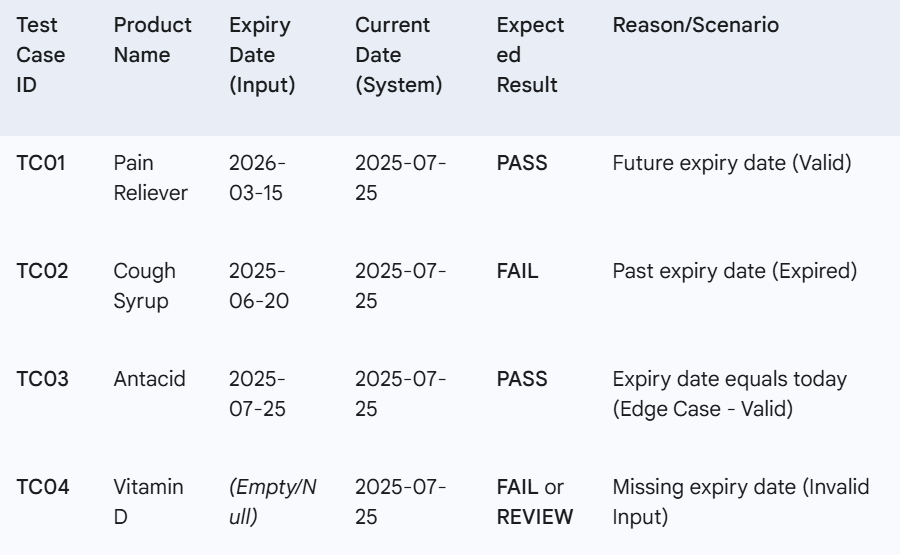 Test Case ID | Product Name | Expiry Date (Input) | Current Date (System) | Expected Result | Reason/Scenario
TC01 | Pain Reliever | 2026-03-15 | 2025-07-25 | PASS | Future expiry date (Valid)
TC02 | Cough Syrup | 2025-06-20 | 2025-07-25 | FAIL | Past expiry date (Expired)
TC03 | Antacid | 2025-07-25 | 2025-07-25 | PASS | Expiry date equals today (Edge Case - Valid)
TC04 | Vitamin D | (Empty/Null) | 2025-07-25 | FAIL or REVIEW | Missing expiry date (Invalid Input)